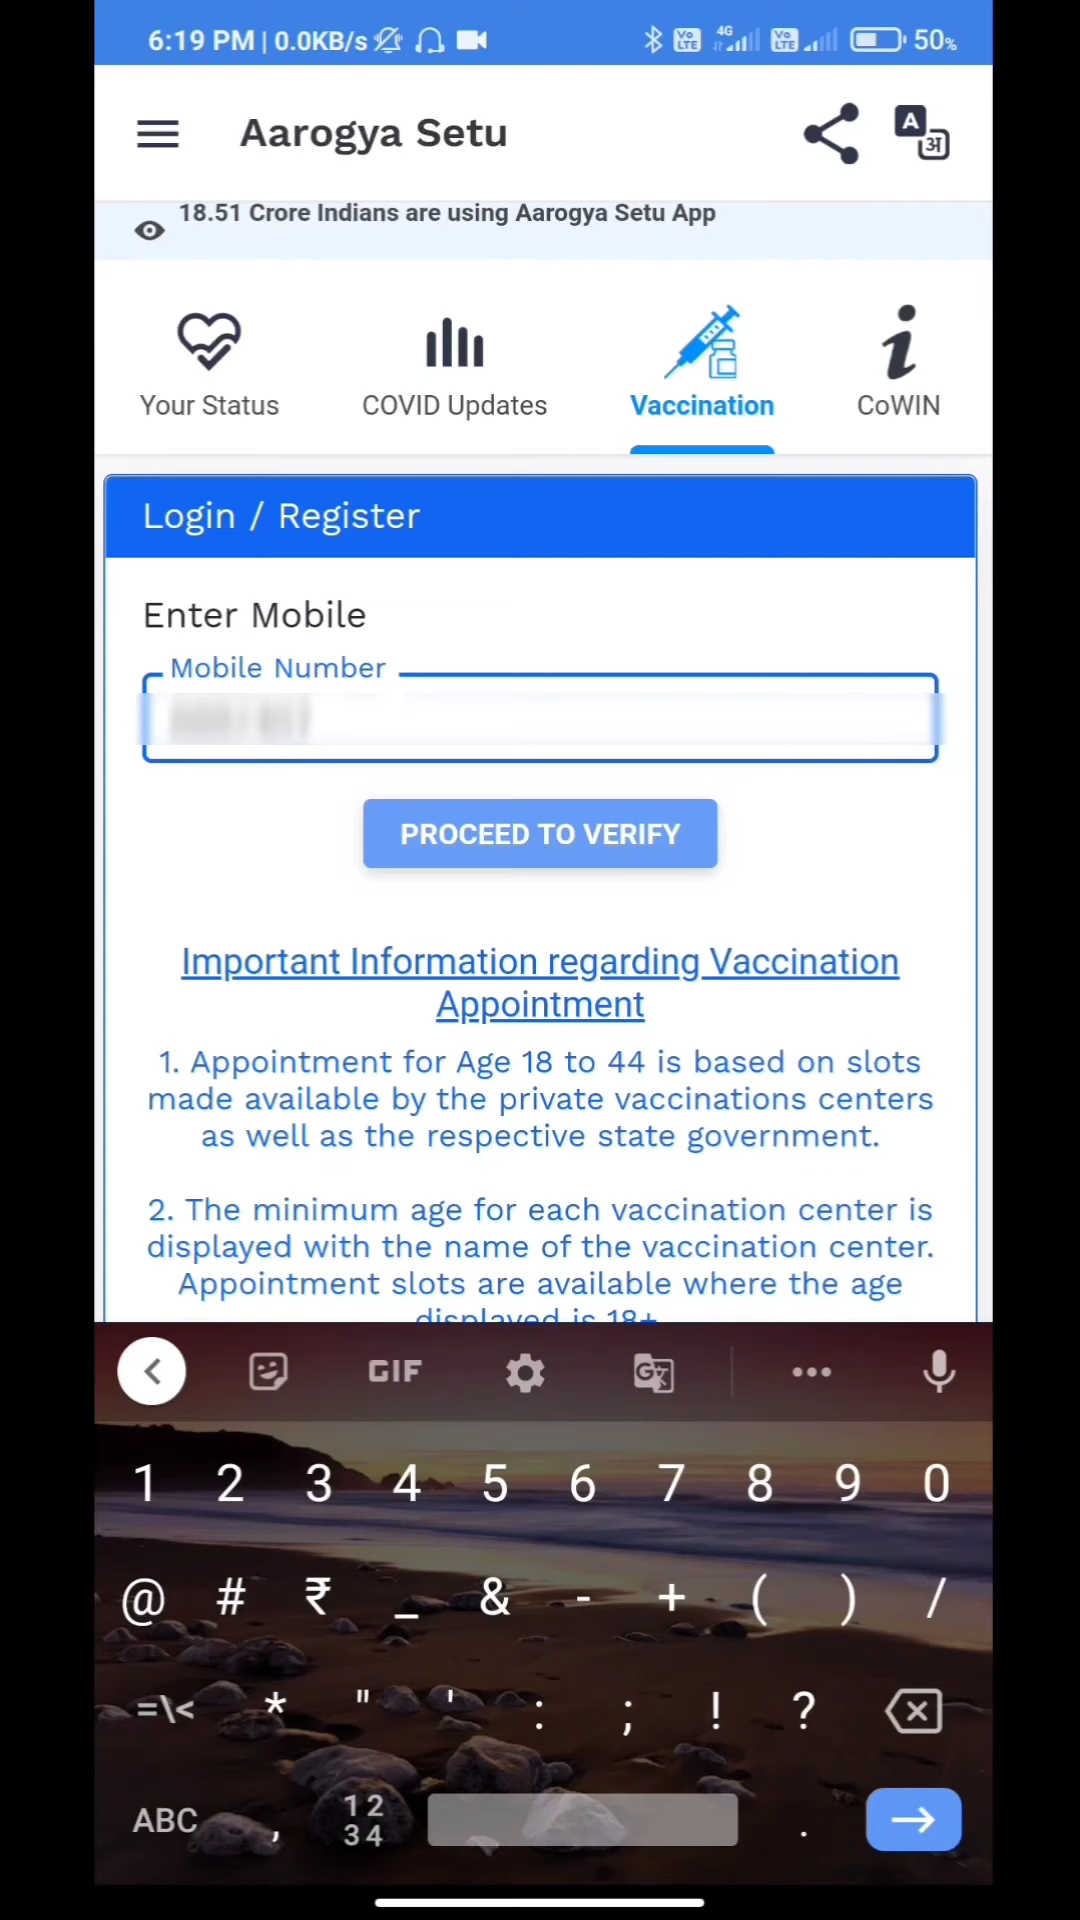 6:19 PM | 0.0KB/s 4G 50%
Aarogya Setu
18.51 Crore Indians are using Aarogya Setu App
Your Status COVID Updates Vaccination CoWIN
Login / Register
Enter Mobile
Mobile Number
PROCEED TO VERIFY
Important Information regarding Vaccination
Appointment
1. Appointment for Age 18 to 44 is based on slots
made available by the private vaccinations centers
as well as the respective state government.
2. The minimum age for each vaccination center is
displayed with the name of the vaccination center.
Appointment slots are available where the age
displayed is 18+
GIF
1 2 3 4 5 6 7 8 9 0
@ # ₹ _ & - + ( ) /
=\< * " ' : ; ! ?
ABC , 12 34 .